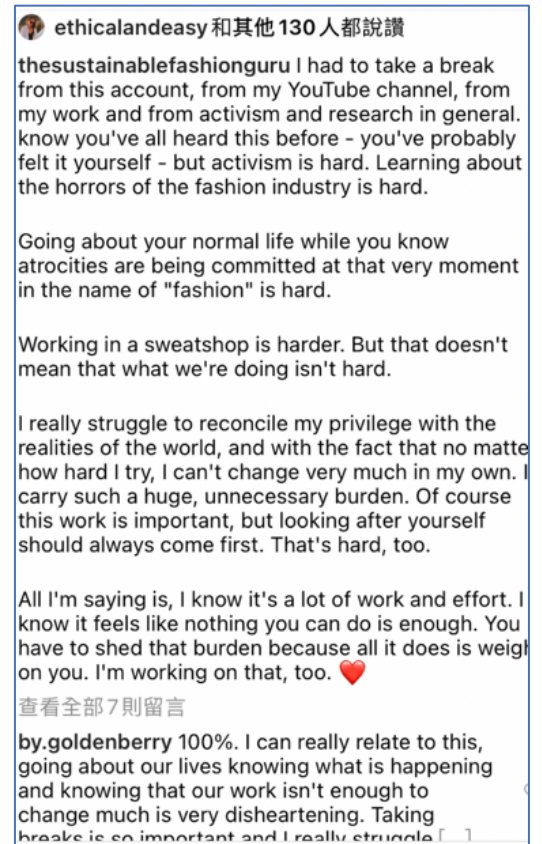 ethicalandeasy和其他130人都說讚
thesustainablefashionguru I had to take a break
from this account, from my YouTube channel, from
my work and from activism and research in general.
know you've all heard this before - you've probably
felt it yourself - but activism is hard. Learning about
the horrors of the fashion industry is hard.
Going about your normal life while you know
atrocities are being committed at that very moment
in the name of "fashion" is hard.
Working in a sweatshop is harder. But that doesn't
mean that what we're doing isn't hard.
I really struggle to reconcile my privilege with the
realities of the world, and with the fact that no matte
how hard I try, I can't change very much in my own. I
carry such a huge, unnecessary burden. Of course
this work is important, but looking after yourself
should always come first. That's hard, too.
All I'm saying is, I know it's a lot of work and effort. I
know it feels like nothing you can do is enough. You
have to shed that burden because all it does is weigh
on you. I'm working on that, too. ❤️
查看全部7則留言
by.goldenberry 100%. I can really relate to this,
going about our lives knowing what is happening
and knowing that our work isn't enough to
change much is very disheartening. Taking
breaks is so important and I really struggle [...]